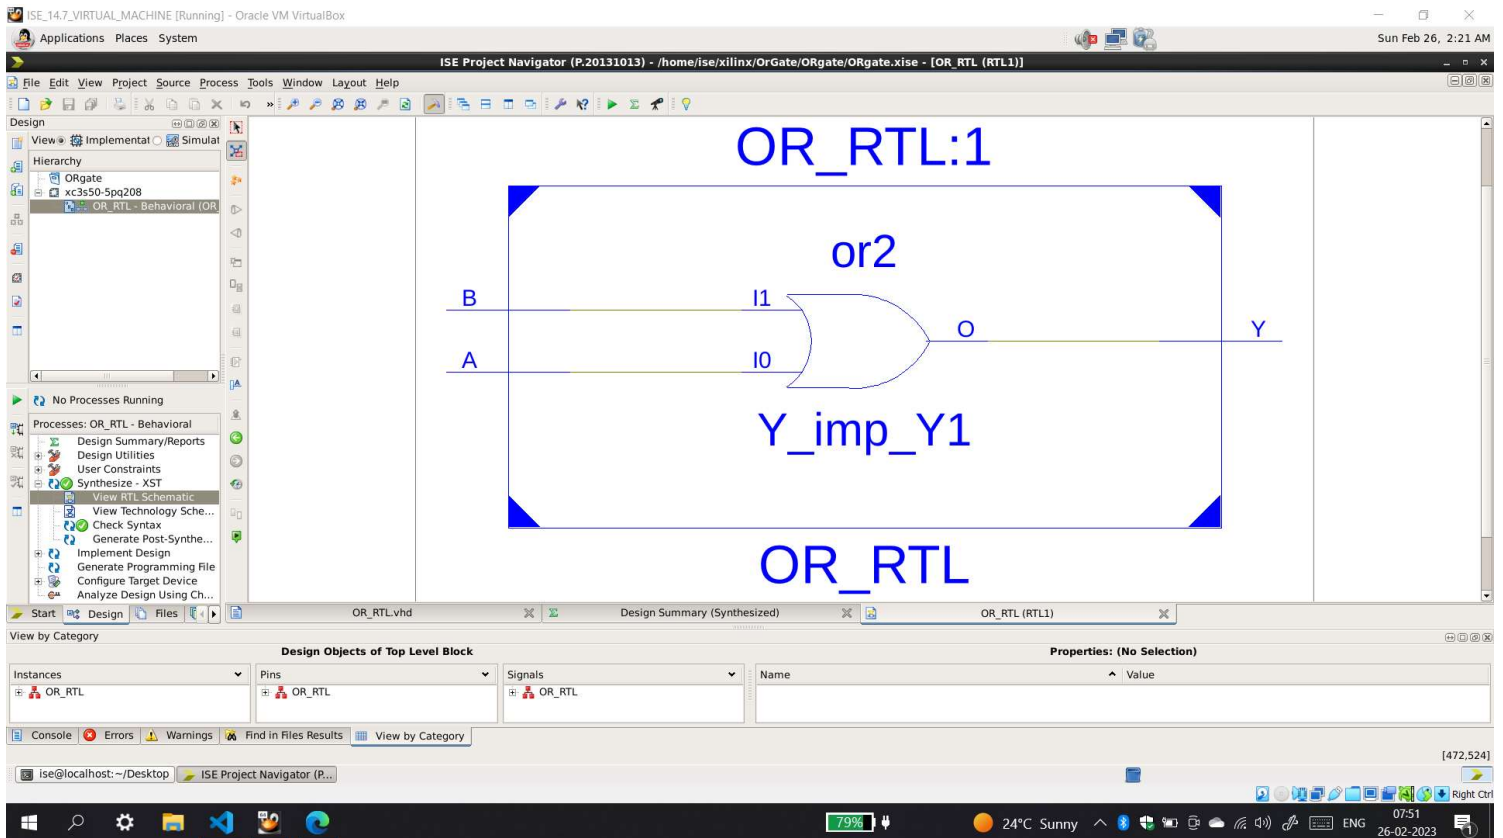 ISE_14.7_VIRTUAL_MACHINE [Running] - Oracle VM VirtualBox
Applications Places System
Sun Feb 26, 2:21 AM
ISE Project Navigator (P.20131013) - /home/ise/xilinx/OrGate/ORgate/ORgate.xise - [OR_RTL (RTL1)]
File Edit View Project Source Process Tools Window Layout Help
Design
View Implementat Simulat
Hierarchy
ORgate
xc3s50-5pq208
OR_RTL - Behavioral (OR_
No Processes Running
Processes: OR_RTL - Behavioral
Design Summary/Reports
Design Utilities
User Constraints
Synthesize - XST
View RTL Schematic
View Technology Sche...
Check Syntax
Generate Post-Synthe...
Implement Design
Generate Programming File
Configure Target Device
Analyze Design Using Ch...
Start Design Files
OR_RTL:1
or2
B I1
O Y
A I0
Y_imp_Y1
OR_RTL
OR_RTL.vhd
Design Summary (Synthesized)
OR_RTL (RTL1)
View by Category
Design Objects of Top Level Block
Properties: (No Selection)
Instances
Pins
Signals
Name
Value
OR_RTL
OR_RTL
OR_RTL
Console Errors Warnings Find in Files Results View by Category
[472,524]
ise@localhost:~/Desktop
ISE Project Navigator (P...
Right Ctrl
79%
24°C Sunny
ENG
07:51
26-02-2023
1